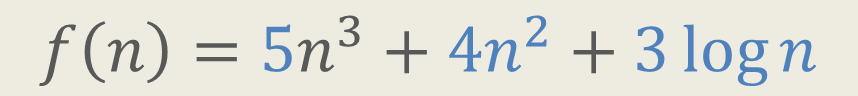 f(n) = 5n³ + 4n² + 3 log n